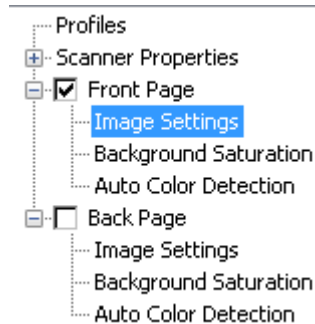 Profiles
Scanner Properties
Front Page
Image Settings
Background Saturation
Auto Color Detection
Back Page
Image Settings
Background Saturation
Auto Color Detection